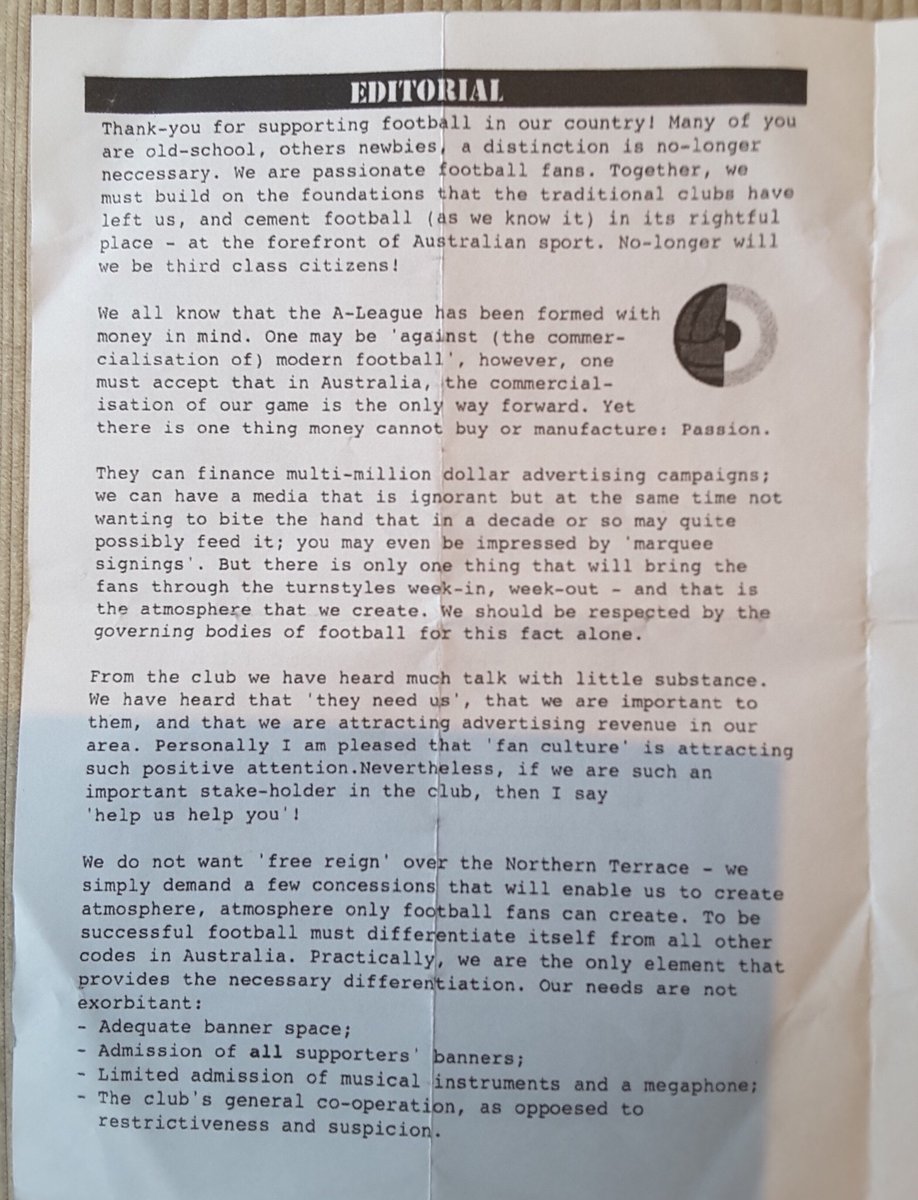 EDITORIAL
Thank-you for supporting football in our country! Many of you
are old-school, others newbies, a distinction is no-longer
neccessary. We are passionate football fans. Together, we
must build on the foundations that the traditional clubs have
left us, and cement football (as we know it) in its rightful
place - at the forefront of Australian sport. No-longer will
we be third class citizens!
We all know that the A-League has been formed with
money in mind. One may be 'against (the commer-
cialisation of) modern football', however, one
must accept that in Australia, the commercial-
isation of our game is the only way forward. Yet
there is one thing money cannot buy or manufacture: Passion.
They can finance multi-million dollar advertising campaigns;
we can have a media that is ignorant but at the same time not
wanting to bite the hand that in a decade or so may quite
possibly feed it; you may even be impressed by 'marquee
signings'. But there is only one thing that will bring the
fans through the turnstyles week-in, week-out - and that is
the atmosphere that we create. We should be respected by the
governing bodies of football for this fact alone.
From the club we have heard much talk with little substance.
We have heard that 'they need us', that we are important to
them, and that we are attracting advertising revenue in our
area. Personally I am pleased that 'fan culture' is attracting
such positive attention.Nevertheless, if we are such an
important stake-holder in the club, then I say
'help us help you'!
We do not want 'free reign' over the Northern Terrace - we
simply demand a few concessions that will enable us to create
atmosphere, atmosphere only football fans can create. To be
successful football must differentiate itself from all other
codes in Australia. Practically, we are the only element that
provides the necessary differentiation. Our needs are not
exorbitant:
- Adequate banner space;
- Admission of all supporters' banners;
- Limited admission of musical instruments and a megaphone;
- The club's general co-operation, as oppoesed to
restrictiveness and suspicion.